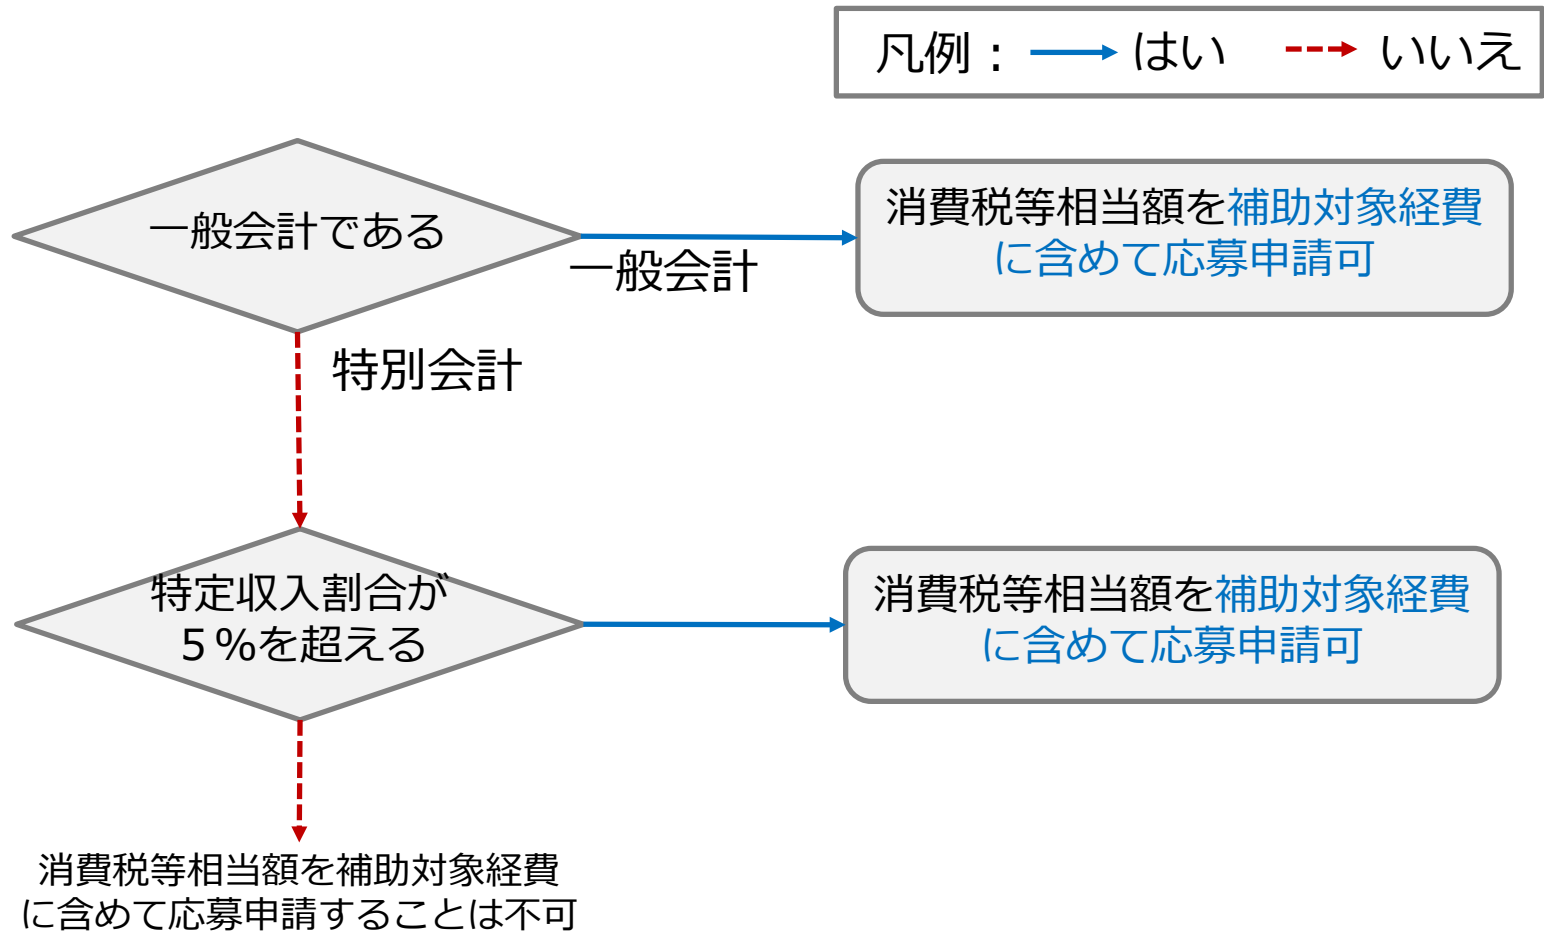 凡例： はい いいえ
一般会計である
一般会計
消費税等相当額を補助対象経費
に含めて応募申請可
特別会計
特定収入割合が
５％を超える
消費税等相当額を補助対象経費
に含めて応募申請可
消費税等相当額を補助対象経費
に含めて応募申請することは不可